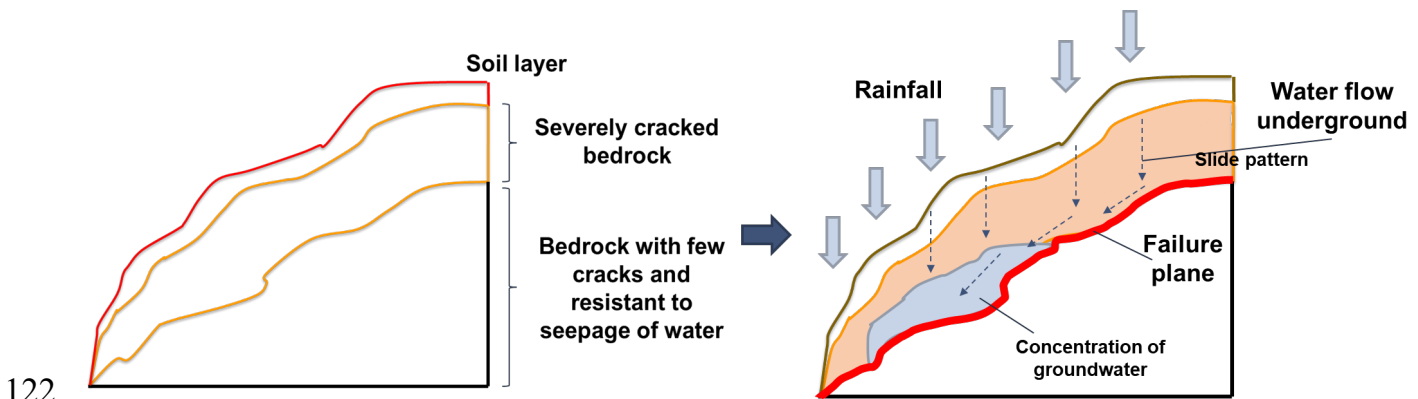 Soil layer
Severely cracked
bedrock
Bedrock with few
cracks and
resistant to
seepage of water
Rainfall
Water flow
underground
Slide pattern
Failure
plane
Concentration of
groundwater
122